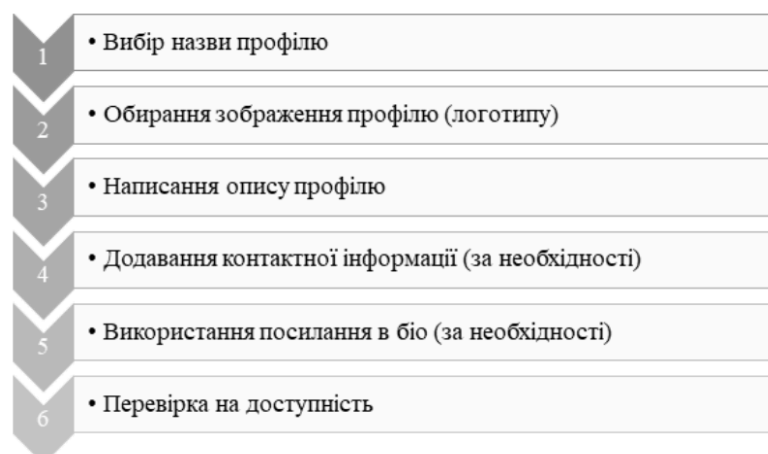 1 • Вибір назви профілю
2 • Обирання зображення профілю (логотипу)
3 • Написання опису профілю
4 • Додавання контактної інформації (за необхідності)
5 • Використання посилання в біо (за необхідності)
6 • Перевірка на доступність